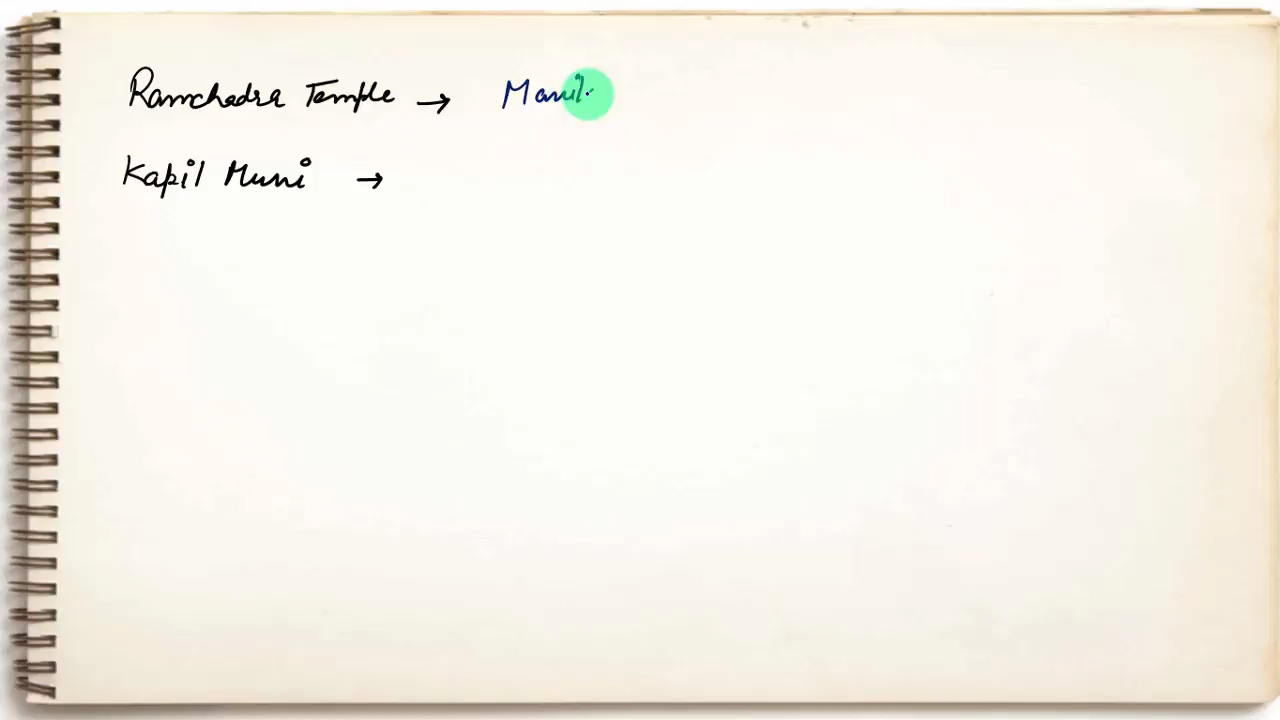 Ramchadra Temple →
Kapil Muni →